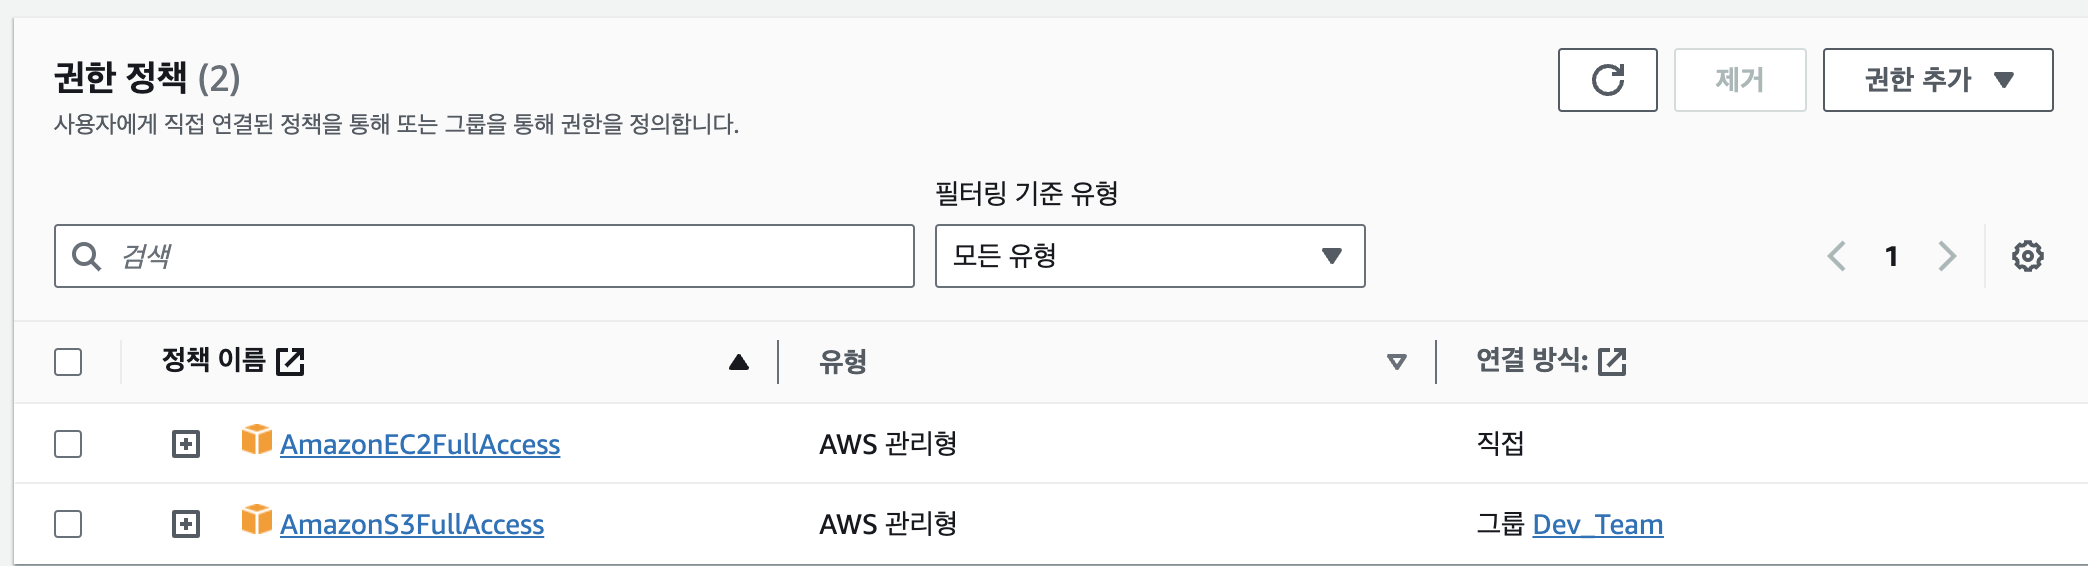 권한 정책 (2)
사용자에게 직접 연결된 정책을 통해 또는 그룹을 통해 권한을 정의합니다.
제거
권한 추가
필터링 기준 유형
검색
모든 유형
1
정책 이름
유형
연결 방식:
AmazonEC2FullAccess
AWS 관리형
직접
AmazonS3FullAccess
AWS 관리형
그룹 Dev_Team